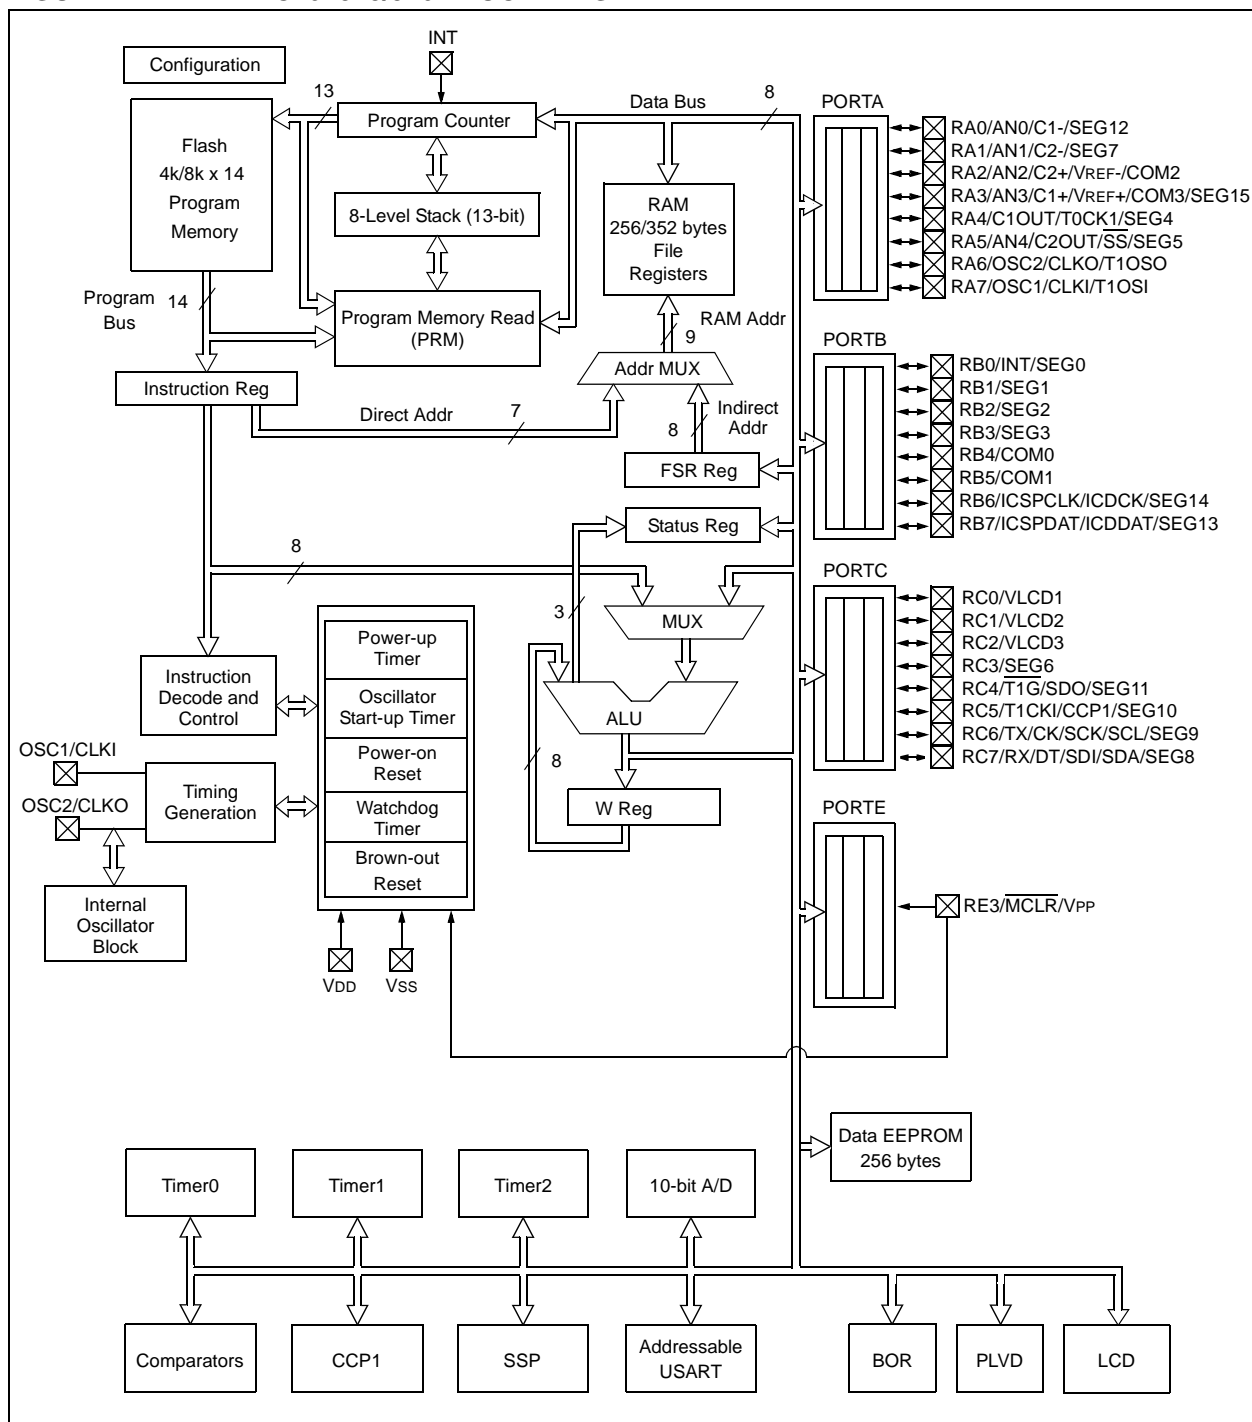 INT
Configuration
13
Data Bus
8
PORTA
Program Counter
Flash
4k/8k x 14
Program
Memory
8-Level Stack (13-bit)
RAM
256/352 bytes
File
Registers
RA0/AN0/C1-/SEG12
RA1/AN1/C2-/SEG7
RA2/AN2/C2+/VREF-/COM2
RA3/AN3/C1+/VREF+/COM3/SEG15
RA4/C1OUT/T0CK1/SEG4
RA5/AN4/C2OUT/SS/SEG5
RA6/OSC2/CLKO/T1OSO
RA7/OSC1/CLKI/T1OSI
Program
Bus
14
Program Memory Read
(PRM)
RAM Addr
9
PORTB
Addr MUX
Instruction Reg
Direct Addr
7
Indirect
Addr
8
FSR Reg
RB0/INT/SEG0
RB1/SEG1
RB2/SEG2
RB3/SEG3
RB4/COM0
RB5/COM1
RB6/ICSPCLK/ICDCK/SEG14
RB7/ICSPDAT/ICDDAT/SEG13
Status Reg
8
PORTC
3
MUX
RC0/VLCD1
RC1/VLCD2
RC2/VLCD3
RC3/SEG6
RC4/T1G/SDO/SEG11
RC5/T1CKI/CCP1/SEG10
RC6/TX/CK/SCK/SCL/SEG9
RC7/RX/DT/SDI/SDA/SEG8
Power-up
Timer
Instruction
Decode and
Control
Oscillator
Start-up Timer
ALU
OSC1/CLKI
Power-on
Reset
8
Timing
Generation
OSC2/CLKO
Watchdog
Timer
W Reg
PORTE
Brown-out
Reset
Internal
Oscillator
Block
RE3/MCLR/VPP
VDD
VSS
Data EEPROM
256 bytes
Timer0
Timer1
Timer2
10-bit A/D
Comparators
CCP1
SSP
Addressable
USART
BOR
PLVD
LCD